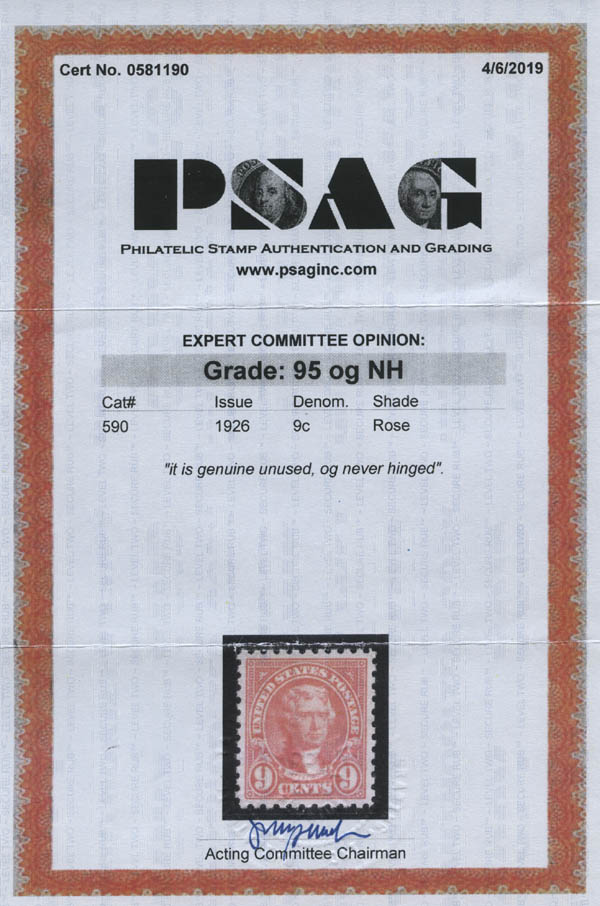 Cert No. 0581190 4/6/2019
PSAG
PHILATELIC STAMP AUTHENTICATION AND GRADING
www.psaginc.com
EXPERT COMMITTEE OPINION:
Grade: 95 og NH
Cat# Issue Denom. Shade
590 1926 9c Rose
"it is genuine unused, og never hinged".
UNITED STATES POSTAGE
9 9
CENTS
Acting Committee Chairman